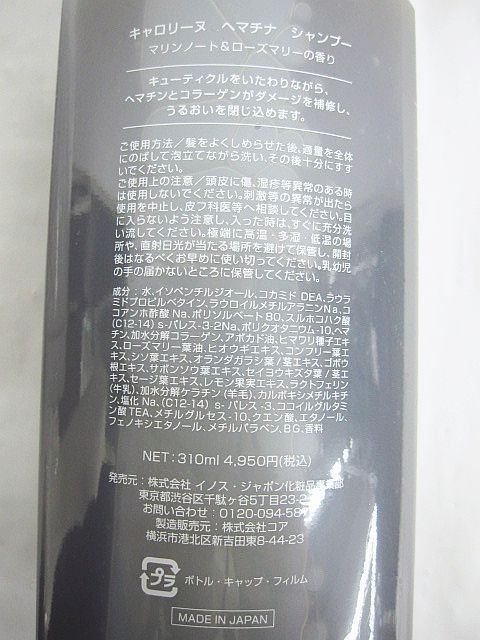 キャロリーヌ ヘマチナ シャンプー
マリンノート&ローズマリーの香り
キューティクルをいたわりながら、
ヘマチンとコラーゲンがダメージを補修し、
うるおいを閉じ込めます。
ご使用方法/髪をよくしめらせた後、適量を全体
にのばして泡立てながら洗い、その後十分にすす
いでください。
ご使用上の注意/頭皮に傷、湿疹等異常のある時
は使用しないでください。刺激等の異常が出たら
使用を中止し、皮フ科医等へ相談してください。目
に入らないよう注意し、入った時は、すぐに充分洗
い流してください。極端に高温・多湿・低温の場
所や、直射日光が当たる場所を避けて保管し、開封
後はなるべくお早めに使い切ってください。乳幼児
の手の届かないところに保管してください。
成分:水、イソペンチルジオール、コカミド DEA、ラウラ
ミドプロピルベタイン、ラウロイルメチルアラニンNa、コ
コアンホ酢酸 Na、ポリソルベート80、スルホコハク酸
(C12-14) s-パレス-3-2Na、ポリクオタニウム-10、ヘマ
チン、加水分解コラーゲン、アボカド油、ヒマワリ種子エキ
ス、ローズマリー葉油、ヒオウギエキス、コンフリー葉エ
キス、シソ葉エキス、オランダガラシ葉/茎エキス、ゴボウ
根エキス、サボンソウ葉エキス、セイヨウキズタ葉/茎エ
キス、セージ葉エキス、レモン果実エキス、ラクトフェリン
(牛乳)、加水分解ケラチン(羊毛)、カルボキシメチルキチ
ン、塩化 Na、(C12-14) s-パレス-3、ココイルグルタミ
ン酸TEA、メチルグルセス-10、クエン酸、エタノール、
フェノキシエタノール、メチルパラベン、BG、香料
NET:310ml 4,950円(税込)
発売元:株式会社 イノス・ジャポン化粧品事業部
東京都渋谷区千駄ヶ谷5丁目23-2
お問い合わせ:0120-094-58
製造販売元:株式会社コア
横浜市港北区新吉田東8-44-23
プラ
ボトル・キャップ・フィルム
MADE IN JAPAN